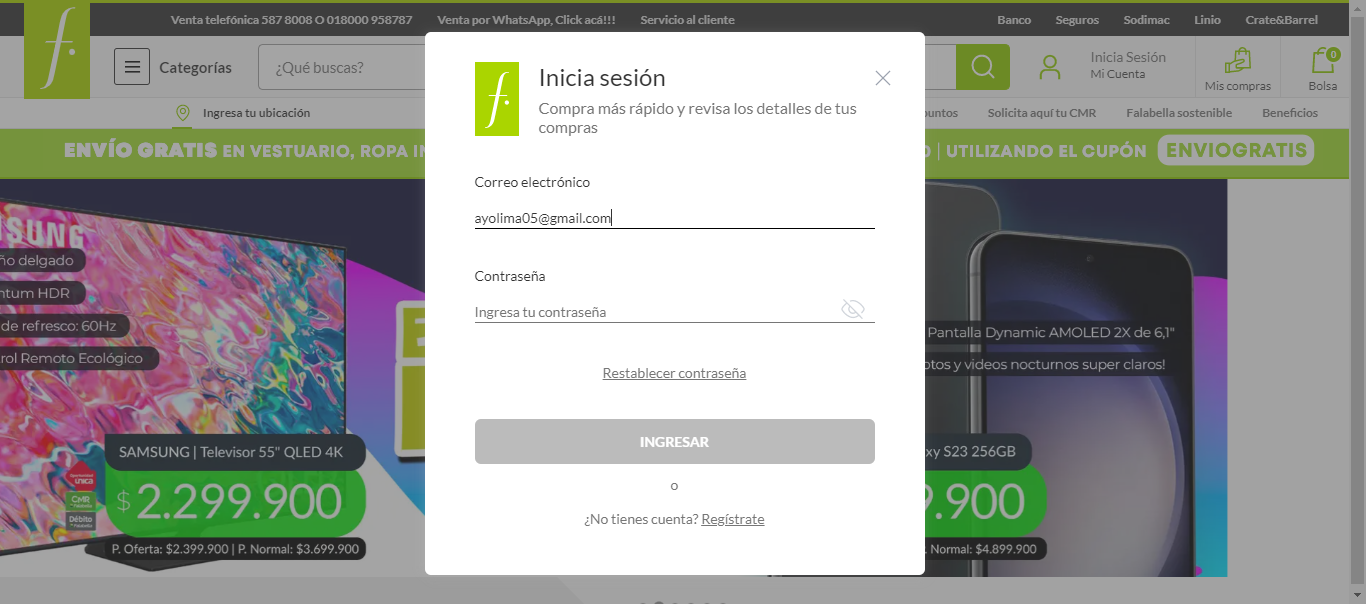 Venta telefónica 587 8008 O 018000 958787 Venta por WhatsApp, Click acá!!! Servicio al cliente Banco Seguros Sodimac Linio Crate&Barrel
f.
Categorías
¿Qué buscas?
Inicia Sesión
Mi Cuenta
Mis compras
0
Bolsa
Ingresa tu ubicación
Solicita aquí tu CMR Falabella sostenible Beneficios
ENVÍO GRATIS EN VESTUARIO, ROPA IN
| UTILIZANDO EL CUPÓN ENVIOGRATIS
f.
Inicia sesión
Compra más rápido y revisa los detalles de tus
compras
Correo electrónico
ayolima05@gmail.com
Contraseña
Ingresa tu contraseña
Restablecer contraseña
INGRESAR
o
¿No tienes cuenta? Regístrate
SAMSUNG
ño delgado
ntum HDR
de refresco: 60Hz
rol Remoto Ecológico
SAMSUNG | Televisor 55" QLED 4K
Oportunidad
única
CMR
Débito
$ 2.299.900
P. Oferta: $2.399.900 | P. Normal: $3.699.900
Pantalla Dynamic AMOLED 2X de 6,1"
otos y videos nocturnos super claros!
xy S23 256GB
9.900
. Normal: $4.899.900